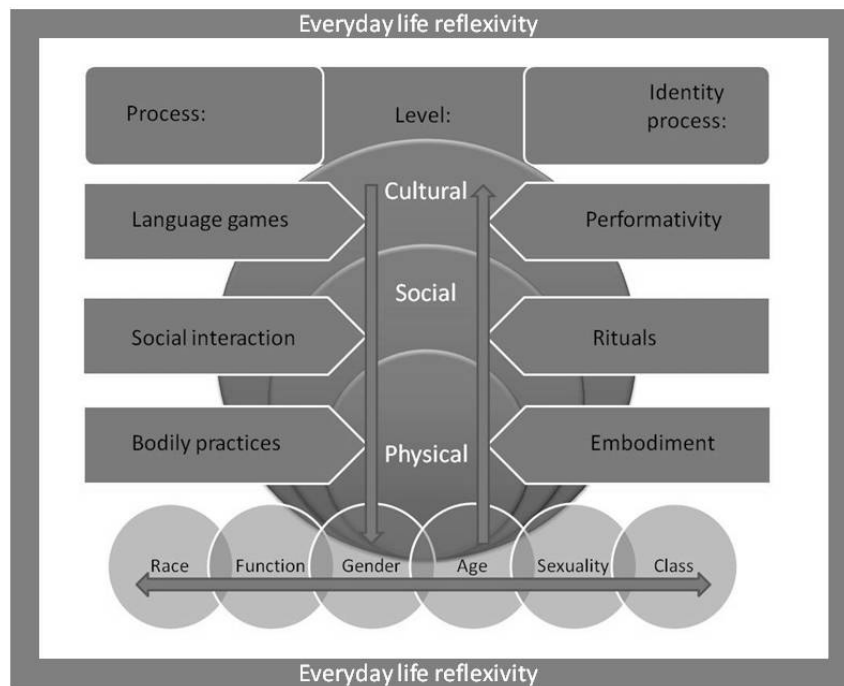 Everyday life reflexivity
Process:
Level:
Identity
process:
Language games
Cultural
Performativity
Social interaction
Social
Rituals
Bodily practices
Physical
Embodiment
Race
Function
Gender
Age
Sexuality
Class
Everyday life reflexivity